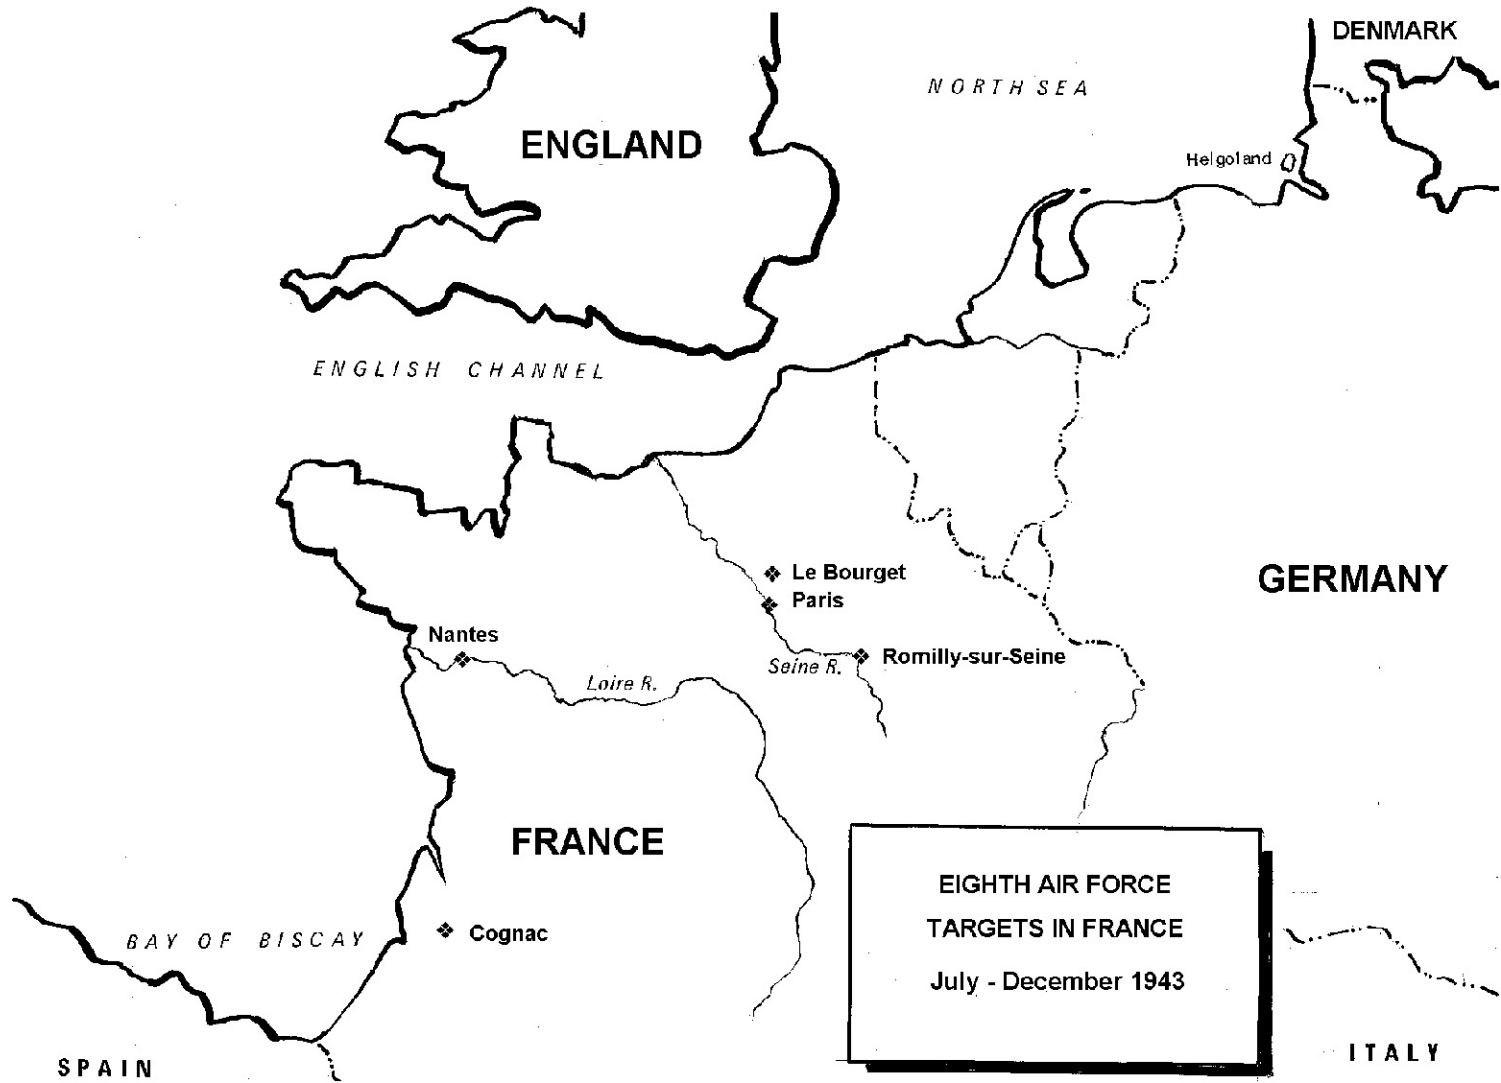 DENMARK
NORTH SEA
ENGLAND
Helgoland
ENGLISH CHANNEL
Le Bourget
Paris
GERMANY
Nantes
Romilly-sur-Seine
Seine R.
Loire R.
FRANCE
EIGHTH AIR FORCE
TARGETS IN FRANCE
July - December 1943
BAY OF BISCAY
Cognac
SPAIN
ITALY